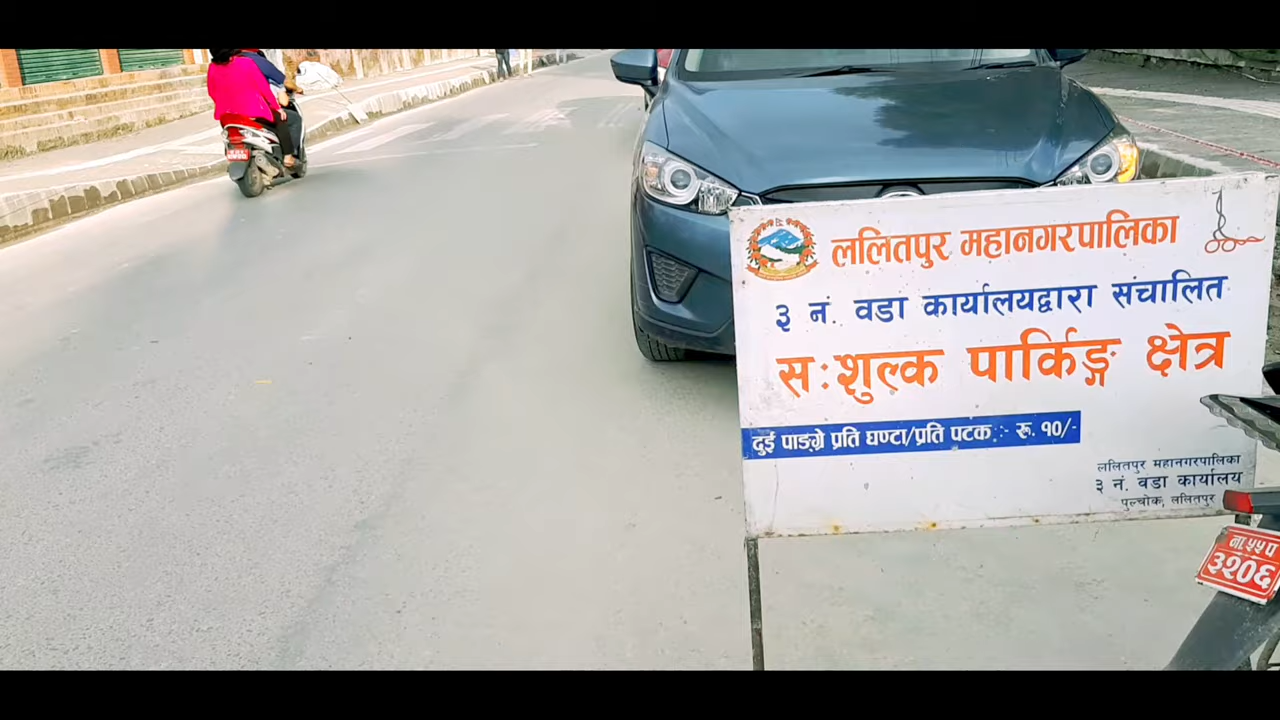 ललितपुर महानगरपालिका
३ नं. वडा कार्यालयद्वारा संचालित
स:शुल्क पार्किङ्ग क्षेत्र
दुई पाङ्ग्रे प्रति घण्टा/प्रति पटक :- रू. १०/-
ललितपुर महानगरपालिका
३ नं. वडा कार्यालय
पुल्चोक, ललितपुर
ना.५५प
३२०६